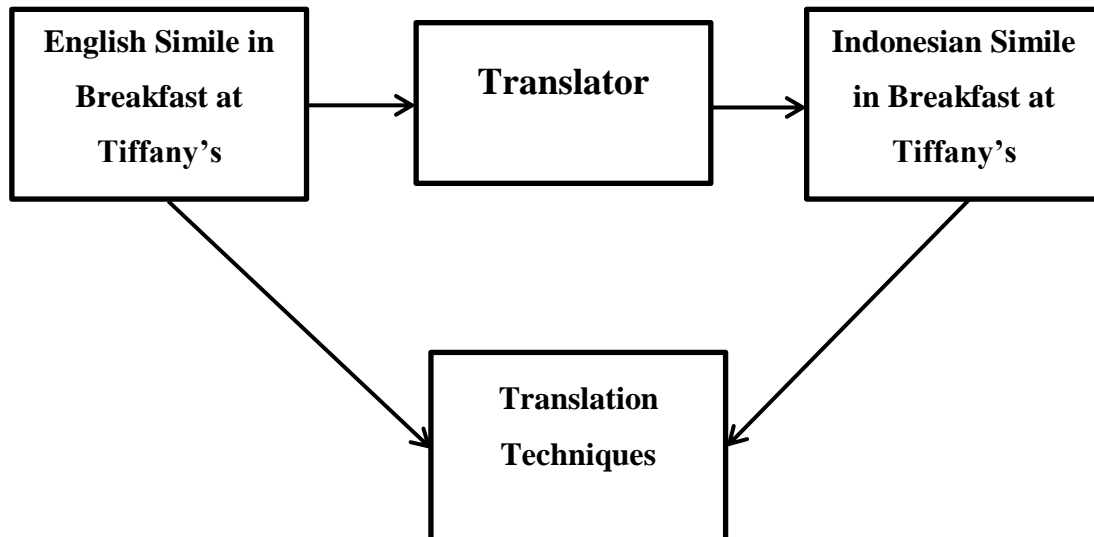 English Simile in
Breakfast at
Tiffany’s
Translator
Indonesian Simile
in Breakfast at
Tiffany’s
Translation
Techniques